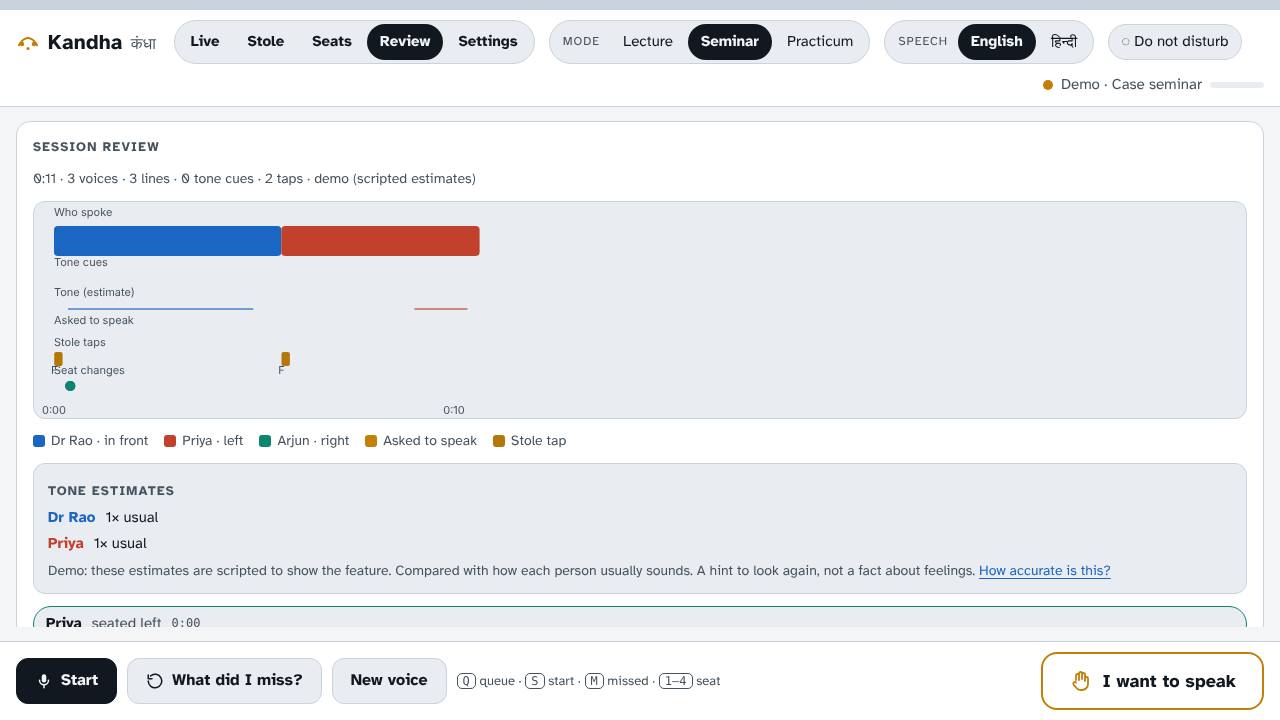 Kandha कंधा
Live Stole Seats Review Settings
MODE Lecture Seminar Practicum
SPEECH English हिन्दी
Do not disturb
Demo · Case seminar
SESSION REVIEW
0:11 · 3 voices · 3 lines · 0 tone cues · 2 taps · demo (scripted estimates)
Who spoke
Tone cues
Tone (estimate)
Asked to speak
Stole taps
F
Seat changes
F
0:00 0:10
Dr Rao · in front Priya · left Arjun · right Asked to speak Stole tap
TONE ESTIMATES
Dr Rao 1× usual
Priya 1× usual
Demo: these estimates are scripted to show the feature. Compared with how each person usually sounds. A hint to look again, not a fact about feelings. How accurate is this?
Priya seated left 0:00
Start What did I miss? New voice Q queue · S start · M missed · 1–4 seat I want to speak